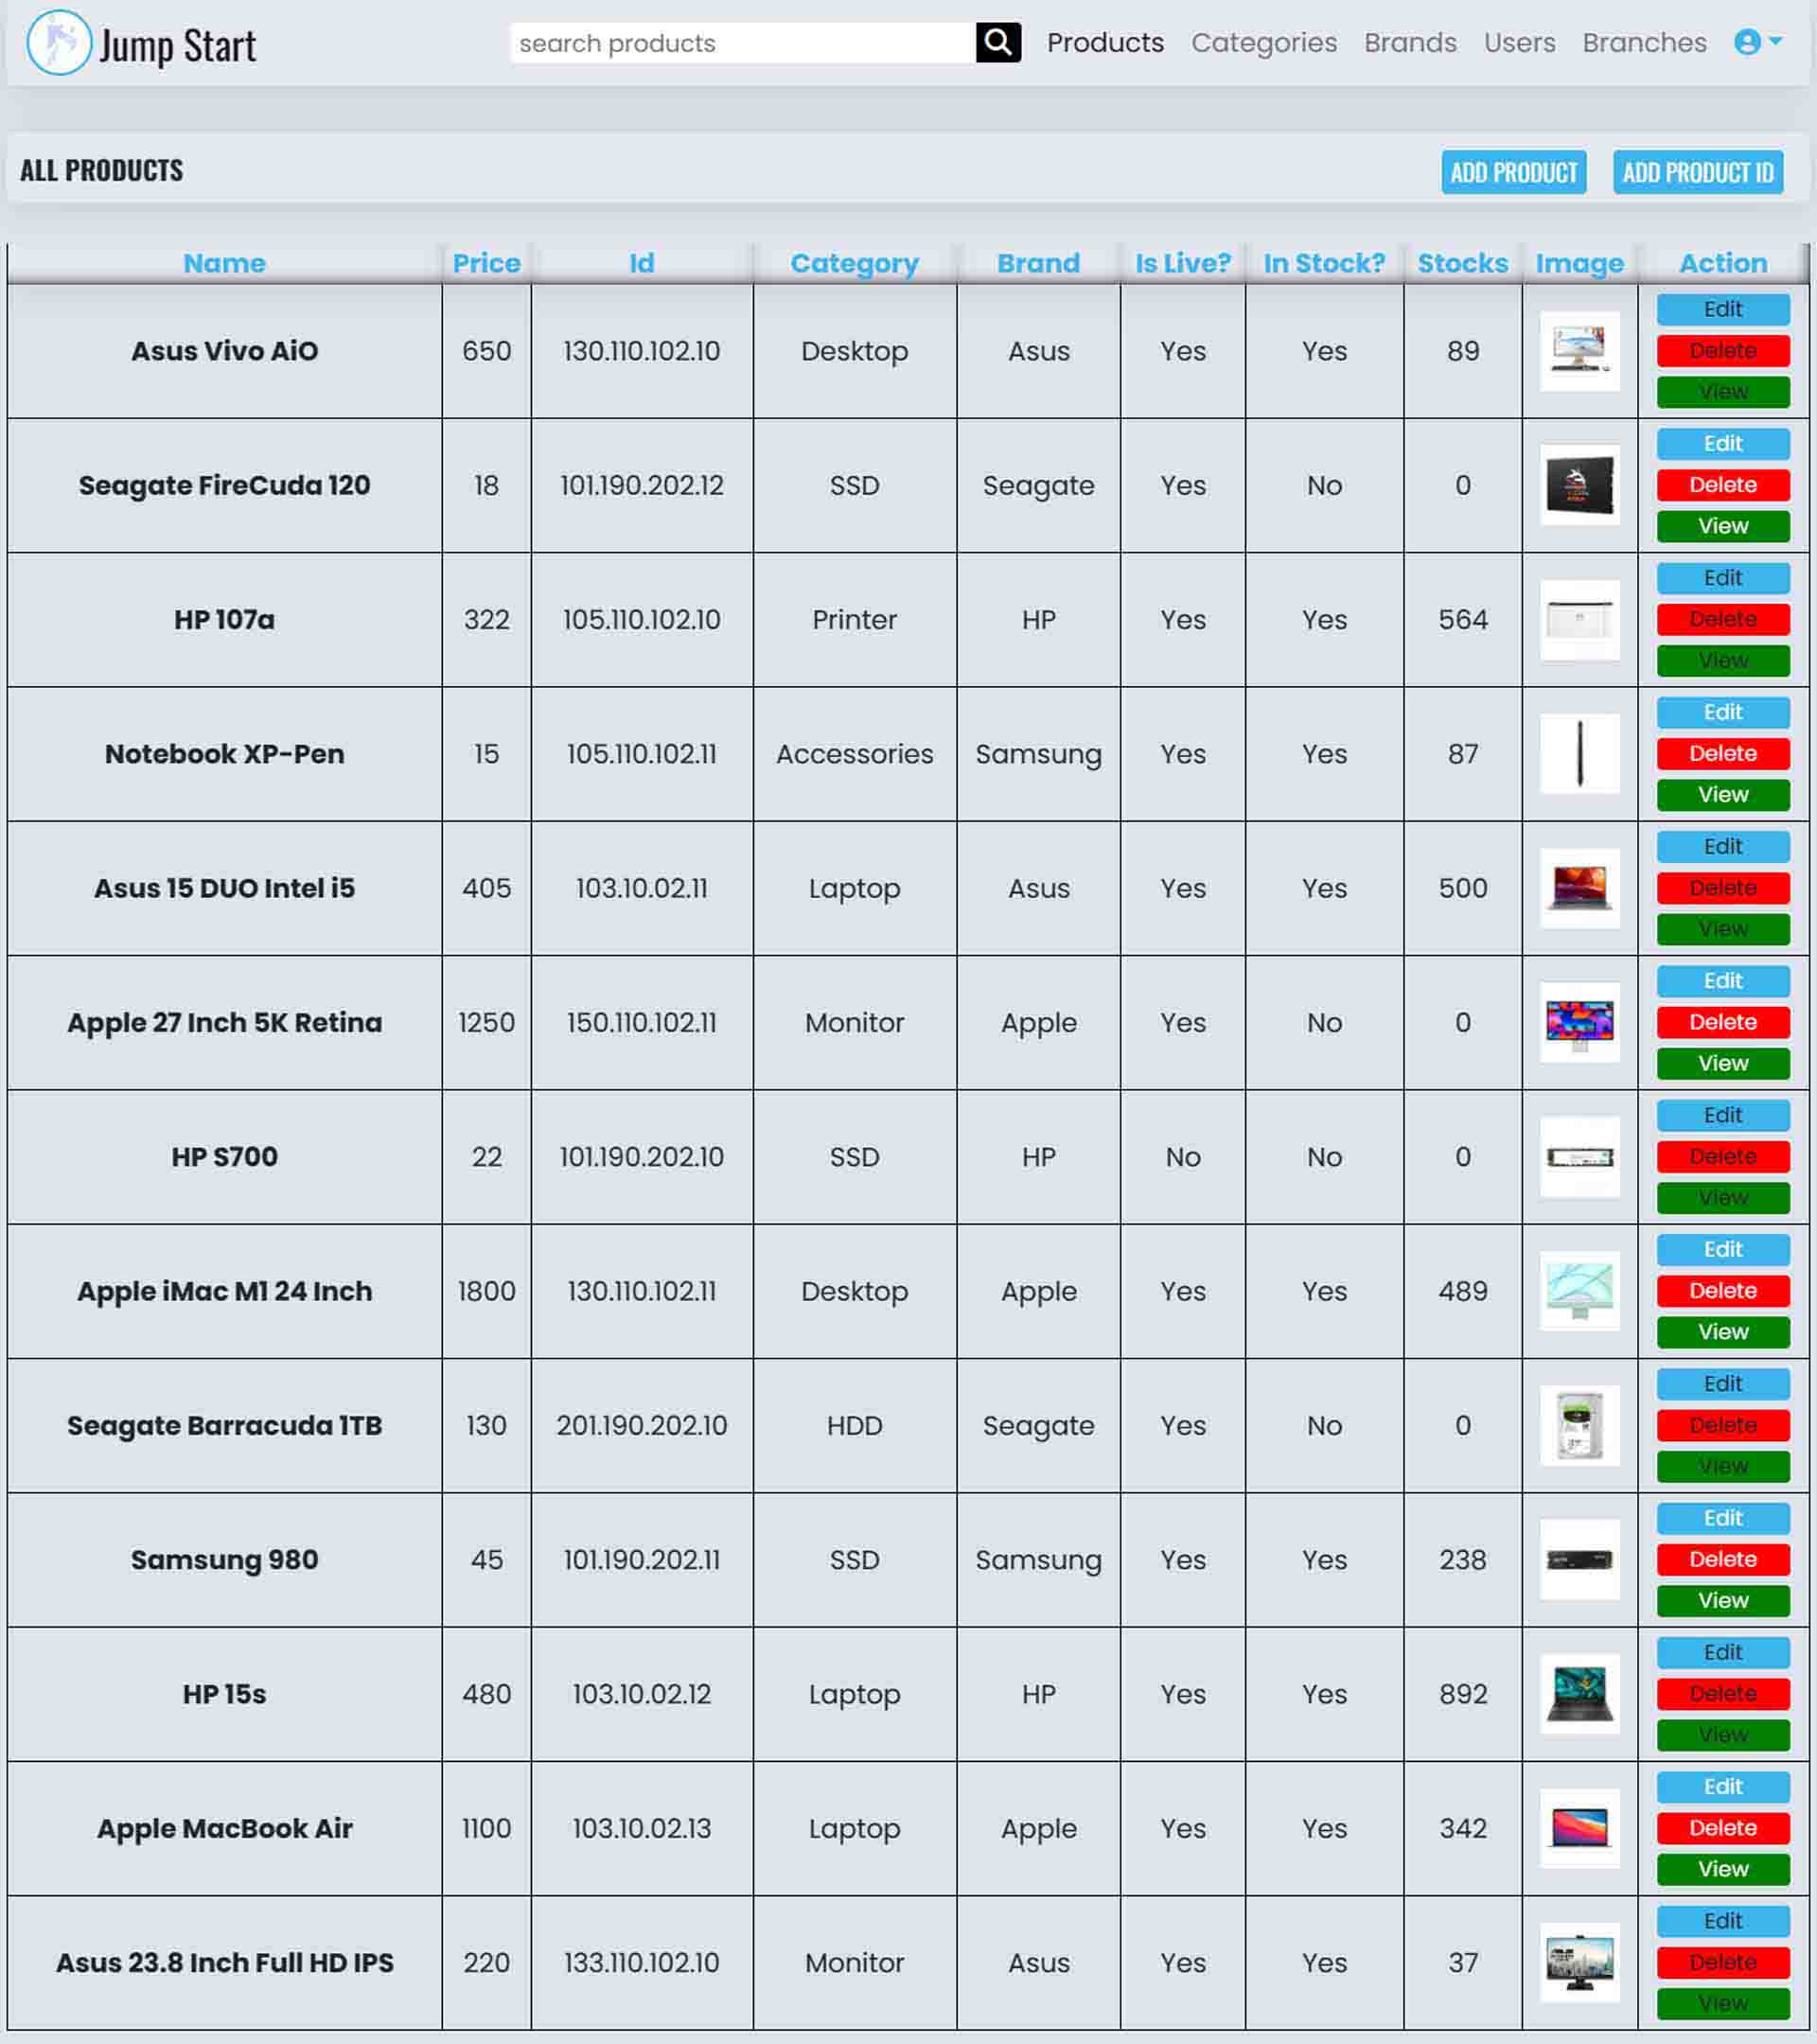 Jump Start
search products
Products Categories Brands Users Branches
ALL PRODUCTS
ADD PRODUCT ADD PRODUCT ID
Name Price Id Category Brand Is Live? In Stock? Stocks Image Action
Asus Vivo AiO 650 130.110.102.10 Desktop Asus Yes Yes 89 Edit Delete View
Seagate FireCuda 120 18 101.190.202.12 SSD Seagate Yes No 0 Edit Delete View
HP 107a 322 105.110.102.10 Printer HP Yes Yes 564 Edit Delete View
Notebook XP-Pen 15 105.110.102.11 Accessories Samsung Yes Yes 87 Edit Delete View
Asus 15 DUO Intel i5 405 103.10.02.11 Laptop Asus Yes Yes 500 Edit Delete View
Apple 27 Inch 5K Retina 1250 150.110.102.11 Monitor Apple Yes No 0 Edit Delete View
HP S700 22 101.190.202.10 SSD HP No No 0 Edit Delete View
Apple iMac M1 24 Inch 1800 130.110.102.11 Desktop Apple Yes Yes 489 Edit Delete View
Seagate Barracuda 1TB 130 201.190.202.10 HDD Seagate Yes No 0 Edit Delete View
Samsung 980 45 101.190.202.11 SSD Samsung Yes Yes 238 Edit Delete View
HP 15s 480 103.10.02.12 Laptop HP Yes Yes 892 Edit Delete View
Apple MacBook Air 1100 103.10.02.13 Laptop Apple Yes Yes 342 Edit Delete View
Asus 23.8 Inch Full HD IPS 220 133.110.102.10 Monitor Asus Yes Yes 37 Edit Delete View